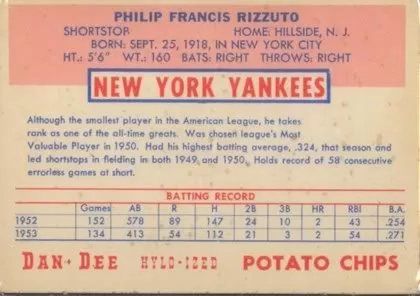 PHILIP FRANCIS RIZZUTO
SHORTSTOP HOME: HILLSIDE, N. J.
BORN: SEPT. 25, 1918, IN NEW YORK CITY
HT.: 5'6" WT.: 160 BATS: RIGHT THROWS: RIGHT
NEW YORK YANKEES
Although the smallest player in the American League, he takes
rank as one of the all-time greats. Was chosen league's Most
Valuable Player in 1950. Had his highest batting average, .324, that season and
led shortstops in fielding in both 1949 and 1950. Holds record of 58 consecutive
errorless games at short.
BATTING RECORD
Games AB R H 2B 3B HR RBI B.A.
1952 152 578 89 147 24 10 2 43 .254
1953 134 413 54 112 21 3 2 54 .271
DAN-DEE HYLO-IZED POTATO CHIPS